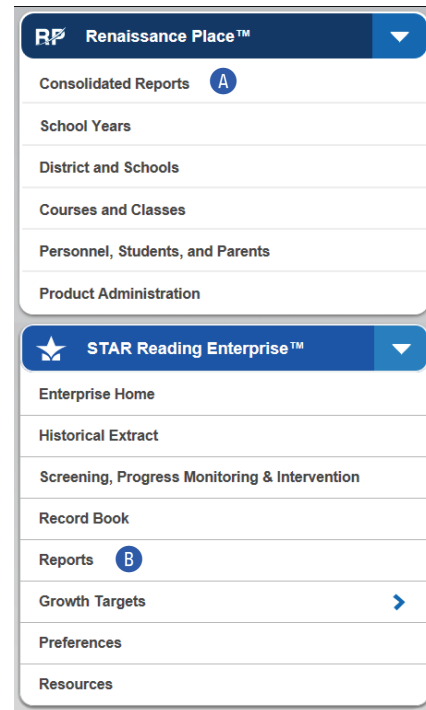 RP Renaissance Place™
Consolidated Reports A
School Years
District and Schools
Courses and Classes
Personnel, Students, and Parents
Product Administration
STAR Reading Enterprise™
Enterprise Home
Historical Extract
Screening, Progress Monitoring & Intervention
Record Book
Reports B
Growth Targets
Preferences
Resources